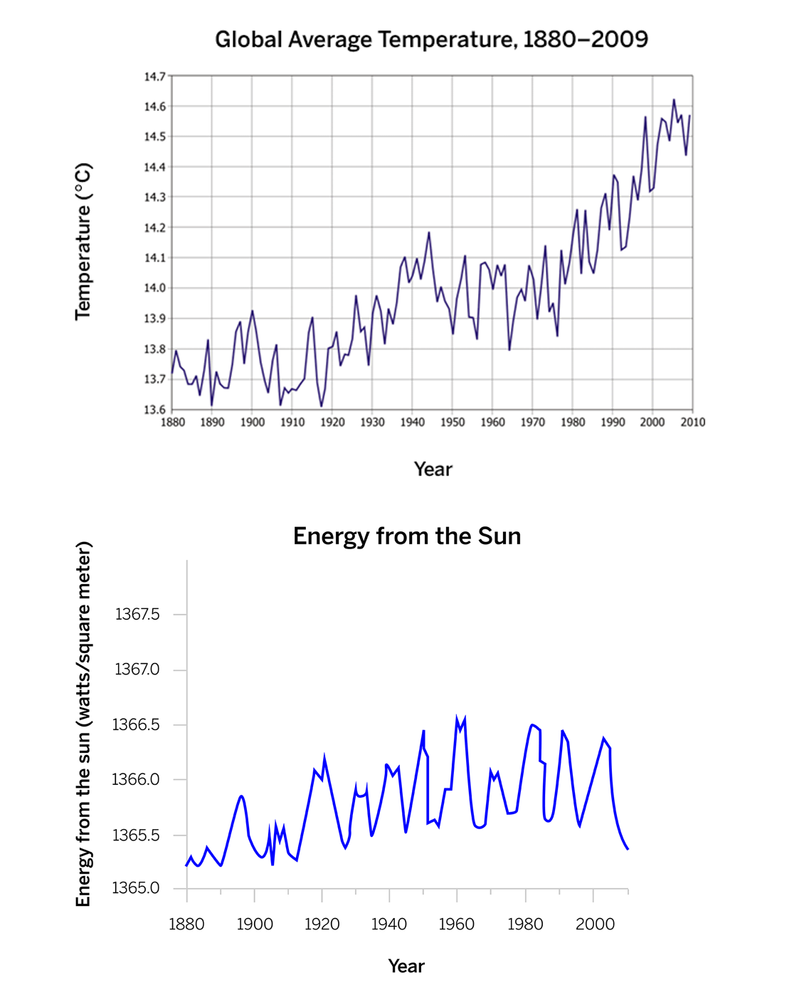 Global Average Temperature, 1880–2009
Temperature (°C)
14.7
14.6
14.5
14.4
14.3
14.2
14.1
14.0
13.9
13.8
13.7
13.6
1880 1890 1900 1910 1920 1930 1940 1950 1960 1970 1980 1990 2000 2010
Year
Energy from the Sun
Energy from the sun (watts/square meter)
1367.5
1367.0
1366.5
1366.0
1365.5
1365.0
1880 1900 1920 1940 1960 1980 2000
Year